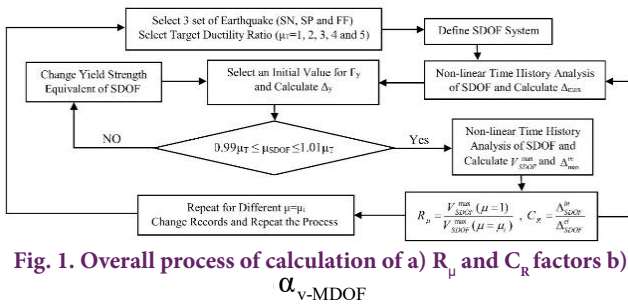 Select 3 set of Earthquake (SN, SP and FF)
Select Target Ductility Ratio (μT=1, 2, 3, 4 and 5)
Define SDOF System
Change Yield Strength
Equivalent of SDOF
Select an Initial Value for Γy
and Calculate Δy
Non-linear Time History Analysis
of SDOF and Calculate Δmax
NO
0.99μT ≤ μSDOF ≤1.01μT
Yes
Non-linear Time History
Analysis of SDOF and
Calculate V^max_SDOF and Δ^in_max
Repeat for Different μ=μi
Change Records and Repeat the Process
Rμ = V^max_SDOF(μ=1) / V^max_SDOF(μ=μi) , CR = Δ^in_SDOF / Δ^el_SDOF
Fig. 1. Overall process of calculation of a) Rμ and CR factors b)
αv-MDOF